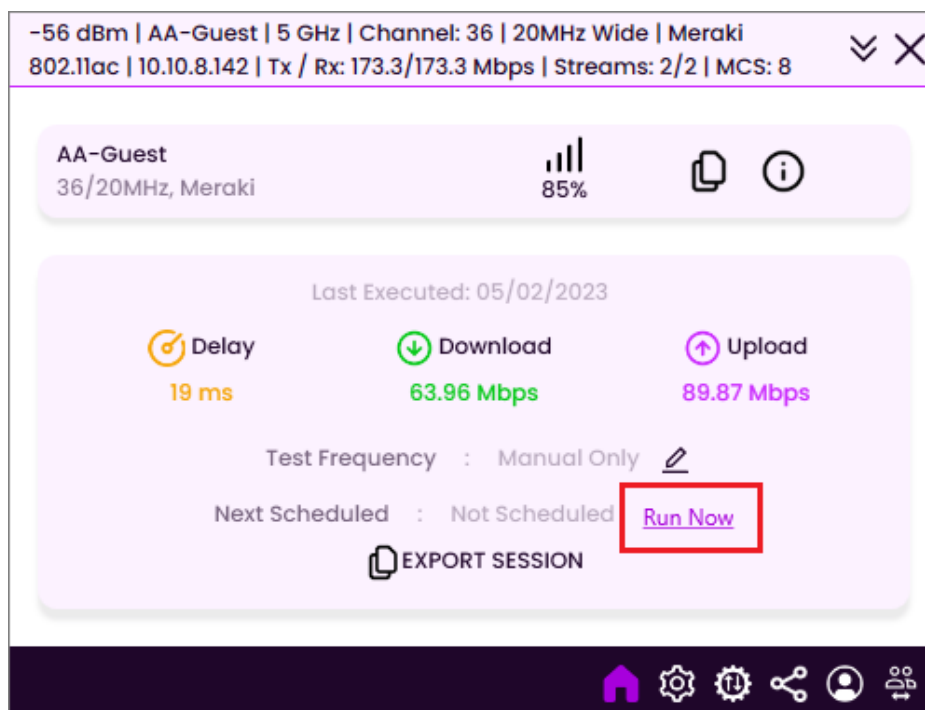 -56 dBm | AA-Guest | 5 GHz | Channel: 36 | 20MHz Wide | Meraki
802.11ac | 10.10.8.142 | Tx / Rx: 173.3/173.3 Mbps | Streams: 2/2 | MCS: 8
AA-Guest
36/20MHz, Meraki
85%
Last Executed: 05/02/2023
Delay Download Upload
19 ms 63.96 Mbps 89.87 Mbps
Test Frequency : Manual Only
Next Scheduled : Not Scheduled Run Now
EXPORT SESSION